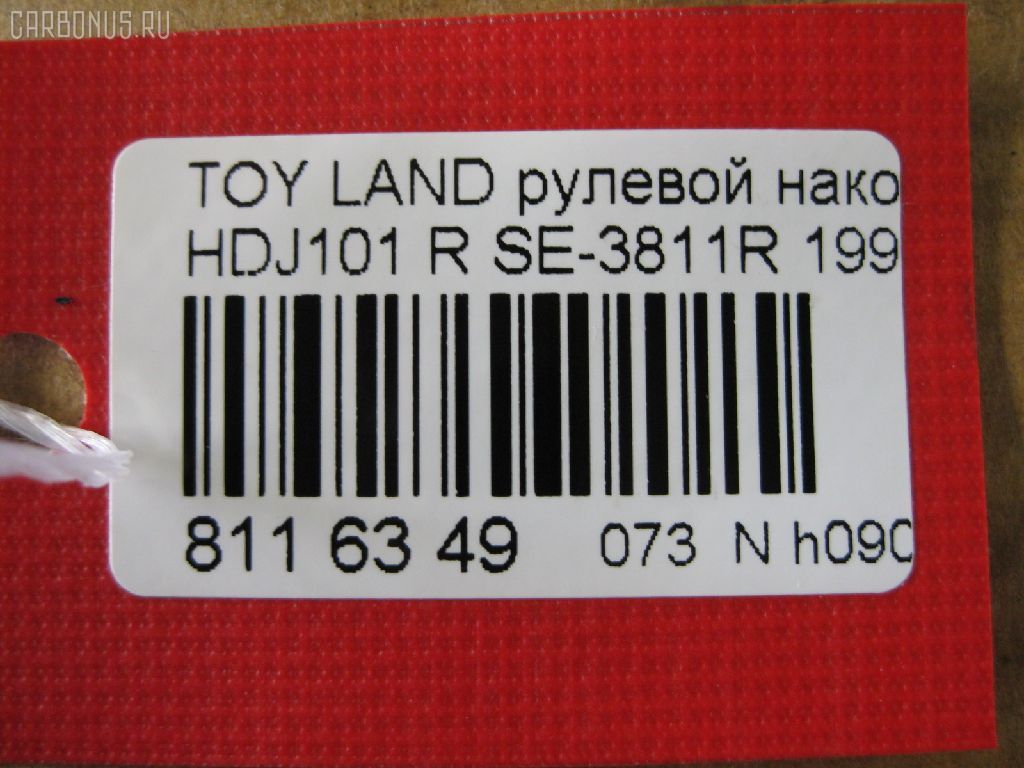 CARBONUS.RU
TOY LAND рулевой нако
HDJ101 R SE-3811R 199
811 63 49 073 N h090